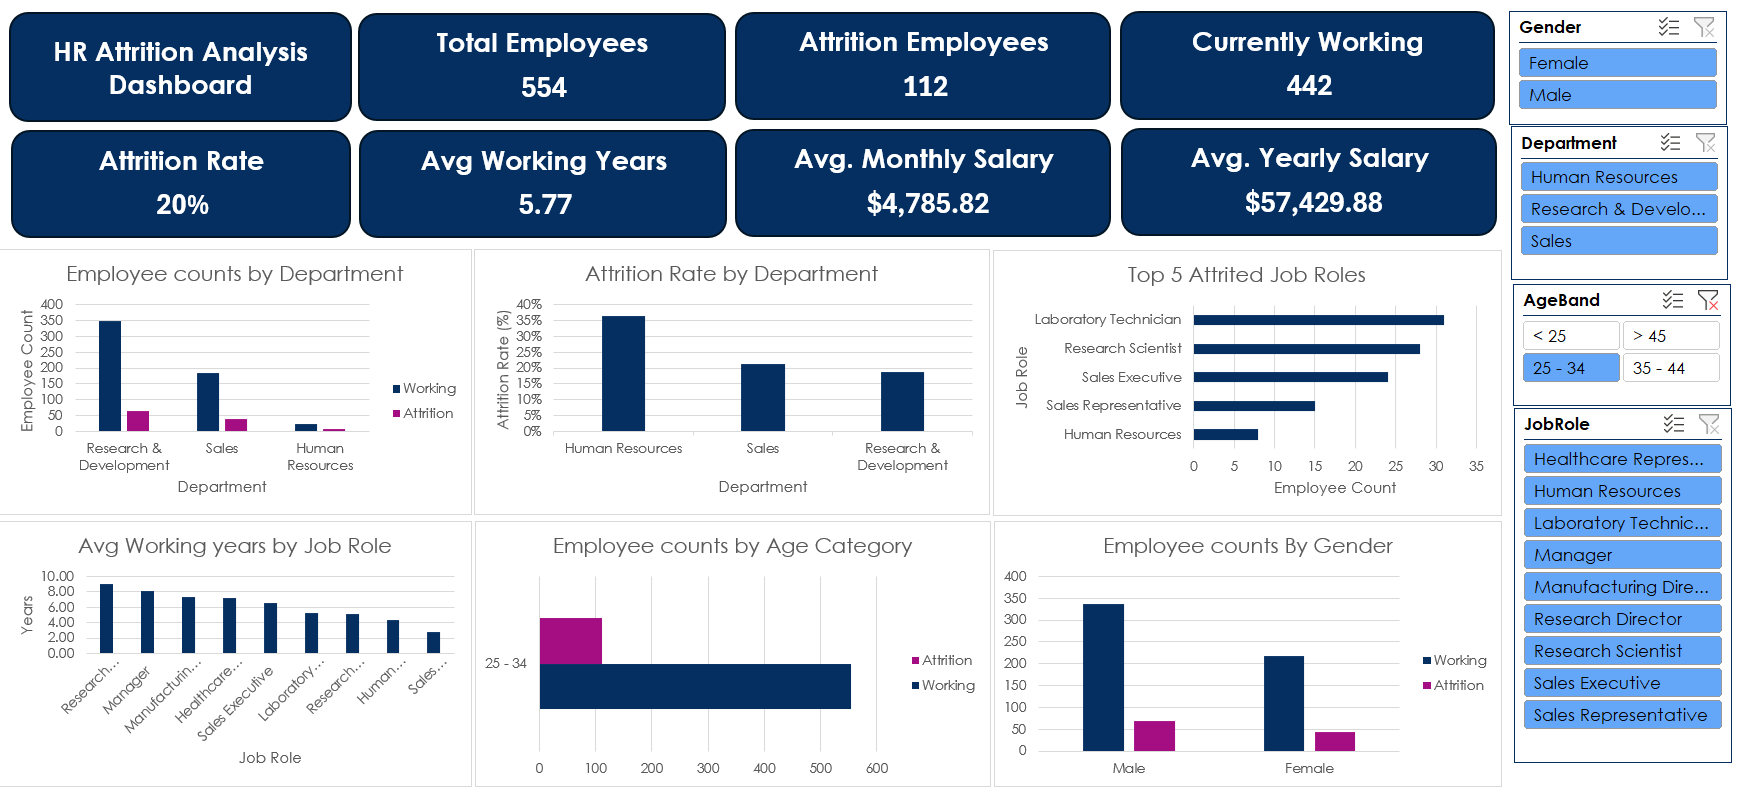 HR Attrition Analysis
Dashboard
Total Employees
554
Attrition Employees
112
Currently Working
442
Attrition Rate
20%
Avg Working Years
5.77
Avg. Monthly Salary
$4,785.82
Avg. Yearly Salary
$57,429.88
Gender
Female
Male
Department
Human Resources
Research & Develo...
Sales
AgeBand
< 25
> 45
25 - 34
35 - 44
JobRole
Healthcare Repres...
Human Resources
Laboratory Technic...
Manager
Manufacturing Dire...
Research Director
Research Scientist
Sales Executive
Sales Representative
Employee counts by Department
Employee Count
400
350
300
250
200
150
100
50
0
Research &
Development
Sales
Human
Resources
Department
Working
Attrition
Attrition Rate by Department
Attrition Rate (%)
40%
35%
30%
25%
20%
15%
10%
5%
0%
Human Resources
Sales
Research &
Development
Department
Top 5 Attrited Job Roles
Job Role
Laboratory Technician
Research Scientist
Sales Executive
Sales Representative
Human Resources
0 5 10 15 20 25 30 35
Employee Count
Avg Working years by Job Role
Years
10.00
8.00
6.00
4.00
2.00
0.00
Research...
Manager
Manufacturin...
Healthcare...
Sales Executive
Laboratory...
Research...
Human...
Sales...
Job Role
Employee counts by Age Category
25 - 34
0 100 200 300 400 500 600
Attrition
Working
Employee counts By Gender
400
350
300
250
200
150
100
50
0
Male
Female
Working
Attrition